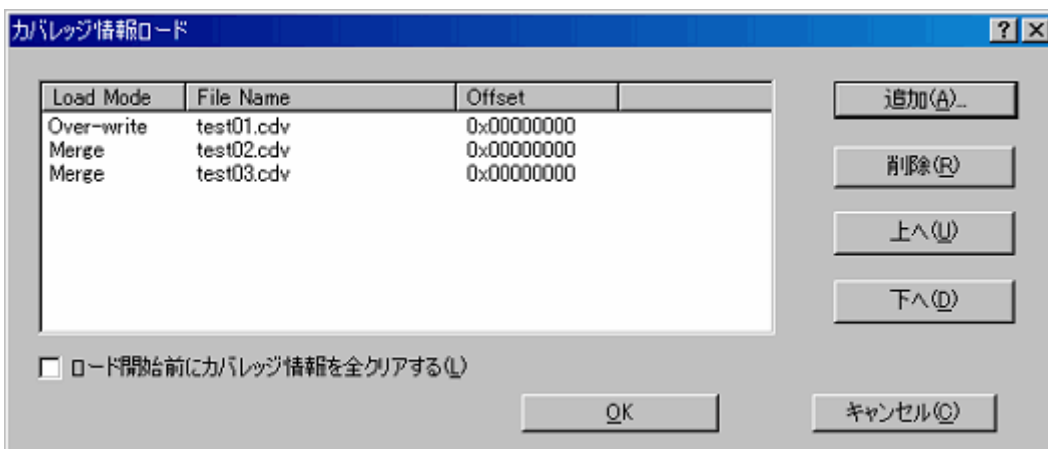 カバレッジ情報ロード
Load Mode File Name Offset
Over-write test01.cdv 0x00000000
Merge test02.cdv 0x00000000
Merge test03.cdv 0x00000000
追加(A)...
削除(R)
上へ(U)
下へ(D)
ロード開始前にカバレッジ情報を全クリアする(L)
OK キャンセル(C)